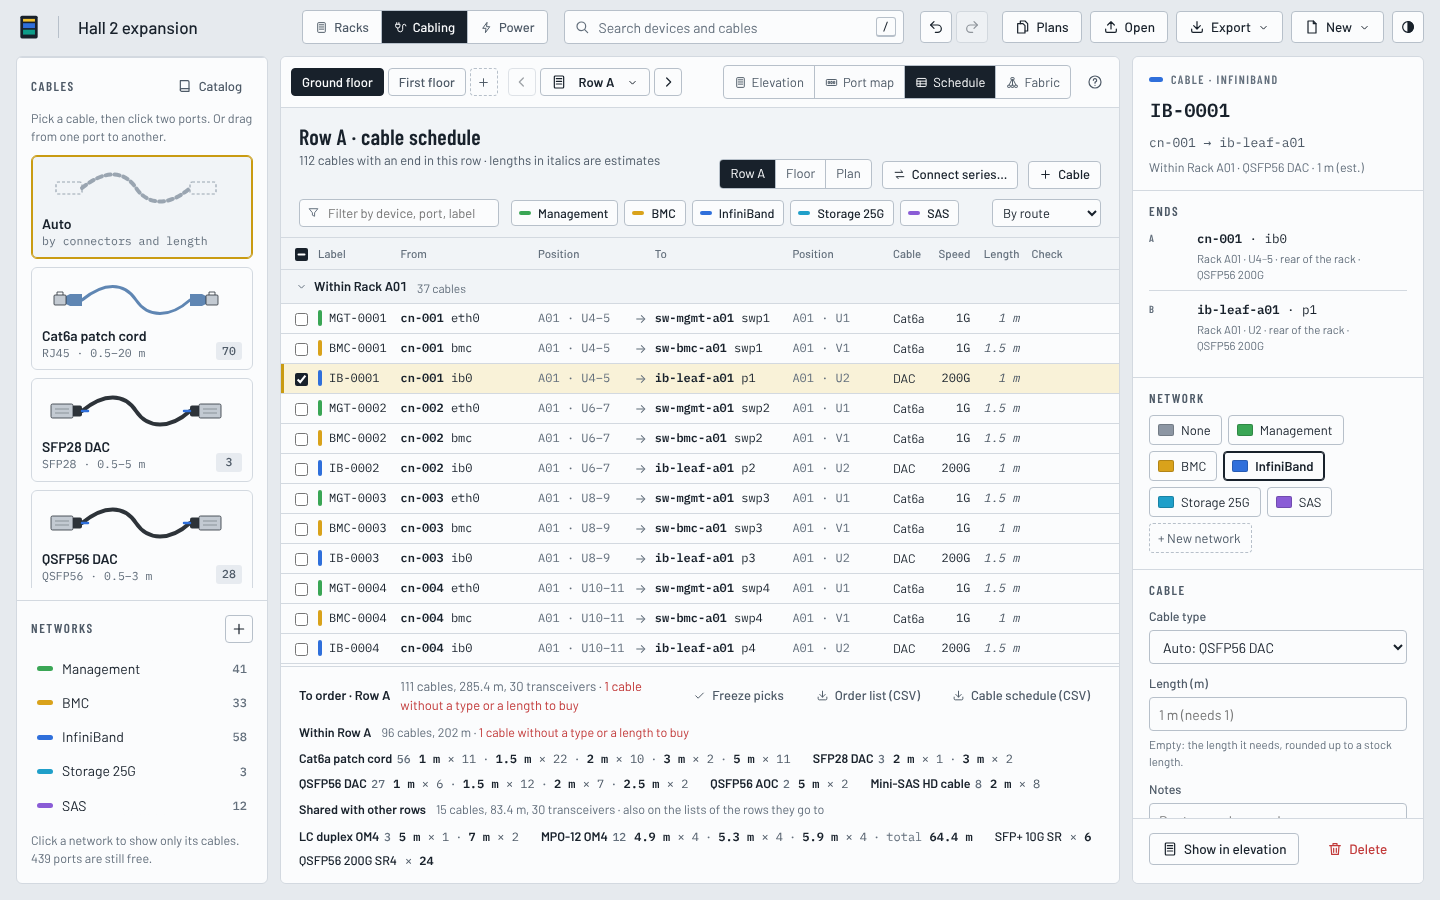 Hall 2 expansion
Racks Cabling Power
Search devices and cables /
Plans Open Export New
CABLES Catalog
Pick a cable, then click two ports. Or drag
from one port to another.
Auto
by connectors and length
Cat6a patch cord
RJ45 · 0.5–20 m 70
SFP28 DAC
SFP28 · 0.5–5 m 3
QSFP56 DAC
QSFP56 · 0.5–3 m 28
NETWORKS +
Management 41
BMC 33
InfiniBand 58
Storage 25G 3
SAS 12
Click a network to show only its cables.
439 ports are still free.
Ground floor First floor + Row A Elevation Port map Schedule Fabric
Row A · cable schedule
112 cables with an end in this row · lengths in italics are estimates
Row A Floor Plan Connect series... + Cable
Filter by device, port, label Management BMC InfiniBand Storage 25G SAS By route
Label From Position To Position Cable Speed Length Check
Within Rack A01 37 cables
MGT-0001 cn-001 eth0 A01 · U4–5 → sw-mgmt-a01 swp1 A01 · U1 Cat6a 1G 1 m
BMC-0001 cn-001 bmc A01 · U4–5 → sw-bmc-a01 swp1 A01 · V1 Cat6a 1G 1.5 m
IB-0001 cn-001 ib0 A01 · U4–5 → ib-leaf-a01 p1 A01 · U2 DAC 200G 1 m
MGT-0002 cn-002 eth0 A01 · U6–7 → sw-mgmt-a01 swp2 A01 · U1 Cat6a 1G 1.5 m
BMC-0002 cn-002 bmc A01 · U6–7 → sw-bmc-a01 swp2 A01 · V1 Cat6a 1G 1 m
IB-0002 cn-002 ib0 A01 · U6–7 → ib-leaf-a01 p2 A01 · U2 DAC 200G 1 m
MGT-0003 cn-003 eth0 A01 · U8–9 → sw-mgmt-a01 swp3 A01 · U1 Cat6a 1G 1.5 m
BMC-0003 cn-003 bmc A01 · U8–9 → sw-bmc-a01 swp3 A01 · V1 Cat6a 1G 1 m
IB-0003 cn-003 ib0 A01 · U8–9 → ib-leaf-a01 p3 A01 · U2 DAC 200G 1.5 m
MGT-0004 cn-004 eth0 A01 · U10–11 → sw-mgmt-a01 swp4 A01 · U1 Cat6a 1G 1.5 m
BMC-0004 cn-004 bmc A01 · U10–11 → sw-bmc-a01 swp4 A01 · V1 Cat6a 1G 1 m
IB-0004 cn-004 ib0 A01 · U10–11 → ib-leaf-a01 p4 A01 · U2 DAC 200G 1.5 m
To order · Row A 111 cables, 285.4 m, 30 transceivers · 1 cable
without a type or a length to buy
Freeze picks Order list (CSV) Cable schedule (CSV)
Within Row A 96 cables, 202 m · 1 cable without a type or a length to buy
Cat6a patch cord 56 1 m × 11 · 1.5 m × 22 · 2 m × 10 · 3 m × 2 · 5 m × 11 SFP28 DAC 3 2 m × 1 · 3 m × 2
QSFP56 DAC 27 1 m × 6 · 1.5 m × 12 · 2 m × 7 · 2.5 m × 2 QSFP56 AOC 2 5 m × 2 Mini-SAS HD cable 8 2 m × 8
Shared with other rows 15 cables, 83.4 m, 30 transceivers · also on the lists of the rows they go to
LC duplex OM4 3 5 m × 1 · 7 m × 2 MPO-12 OM4 12 4.9 m × 4 · 5.3 m × 4 · 5.9 m × 4 · total 64.4 m SFP+ 10G SR × 6
QSFP56 200G SR4 × 24
CABLE · INFINIBAND
IB-0001
cn-001 → ib-leaf-a01
Within Rack A01 · QSFP56 DAC · 1 m (est.)
ENDS
A cn-001 · ib0
Rack A01 · U4–5 · rear of the rack ·
QSFP56 200G
B ib-leaf-a01 · p1
Rack A01 · U2 · rear of the rack ·
QSFP56 200G
NETWORK
None Management
BMC InfiniBand
Storage 25G SAS
+ New network
CABLE
Cable type
Auto: QSFP56 DAC
Length (m)
1 m (needs 1)
Empty: the length it needs, rounded up to a stock
length.
Notes
Show in elevation Delete